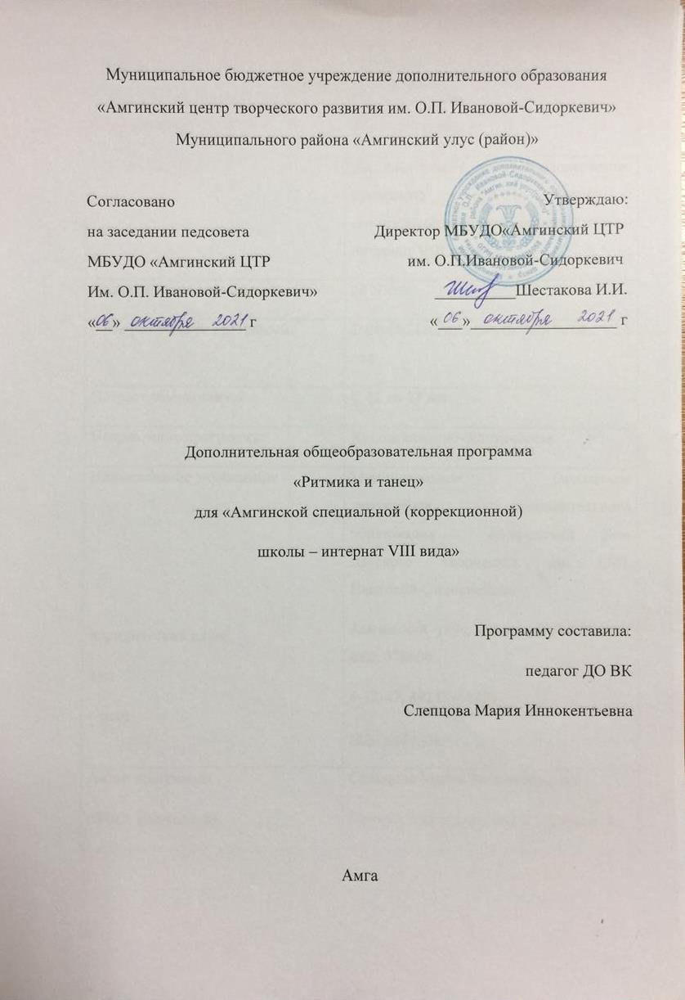 Муниципальное бюджетное учреждение дополнительного образования
«Амгинский центр творческого развития им. О.П. Ивановой-Сидоркевич»
Муниципального района «Амгинский улус (район)»
Согласовано
на заседании педсовета
МБУДО «Амгинский ЦТР
Им. О.П. Ивановой-Сидоркевич»
«06» октября 2021 г
Утверждаю:
Директор МБУДО«Амгинский ЦТР
им. О.П.Ивановой-Сидоркевич
Шестакова И.И.
«06» октября 2021 г
Дополнительная общеобразовательная программа
«Ритмика и танец»
для «Амгинской специальной (коррекционной)
школы – интернат VIII вида»
Программу составила:
педагог ДО ВК
Слепцова Мария Иннокентьевна
Амга